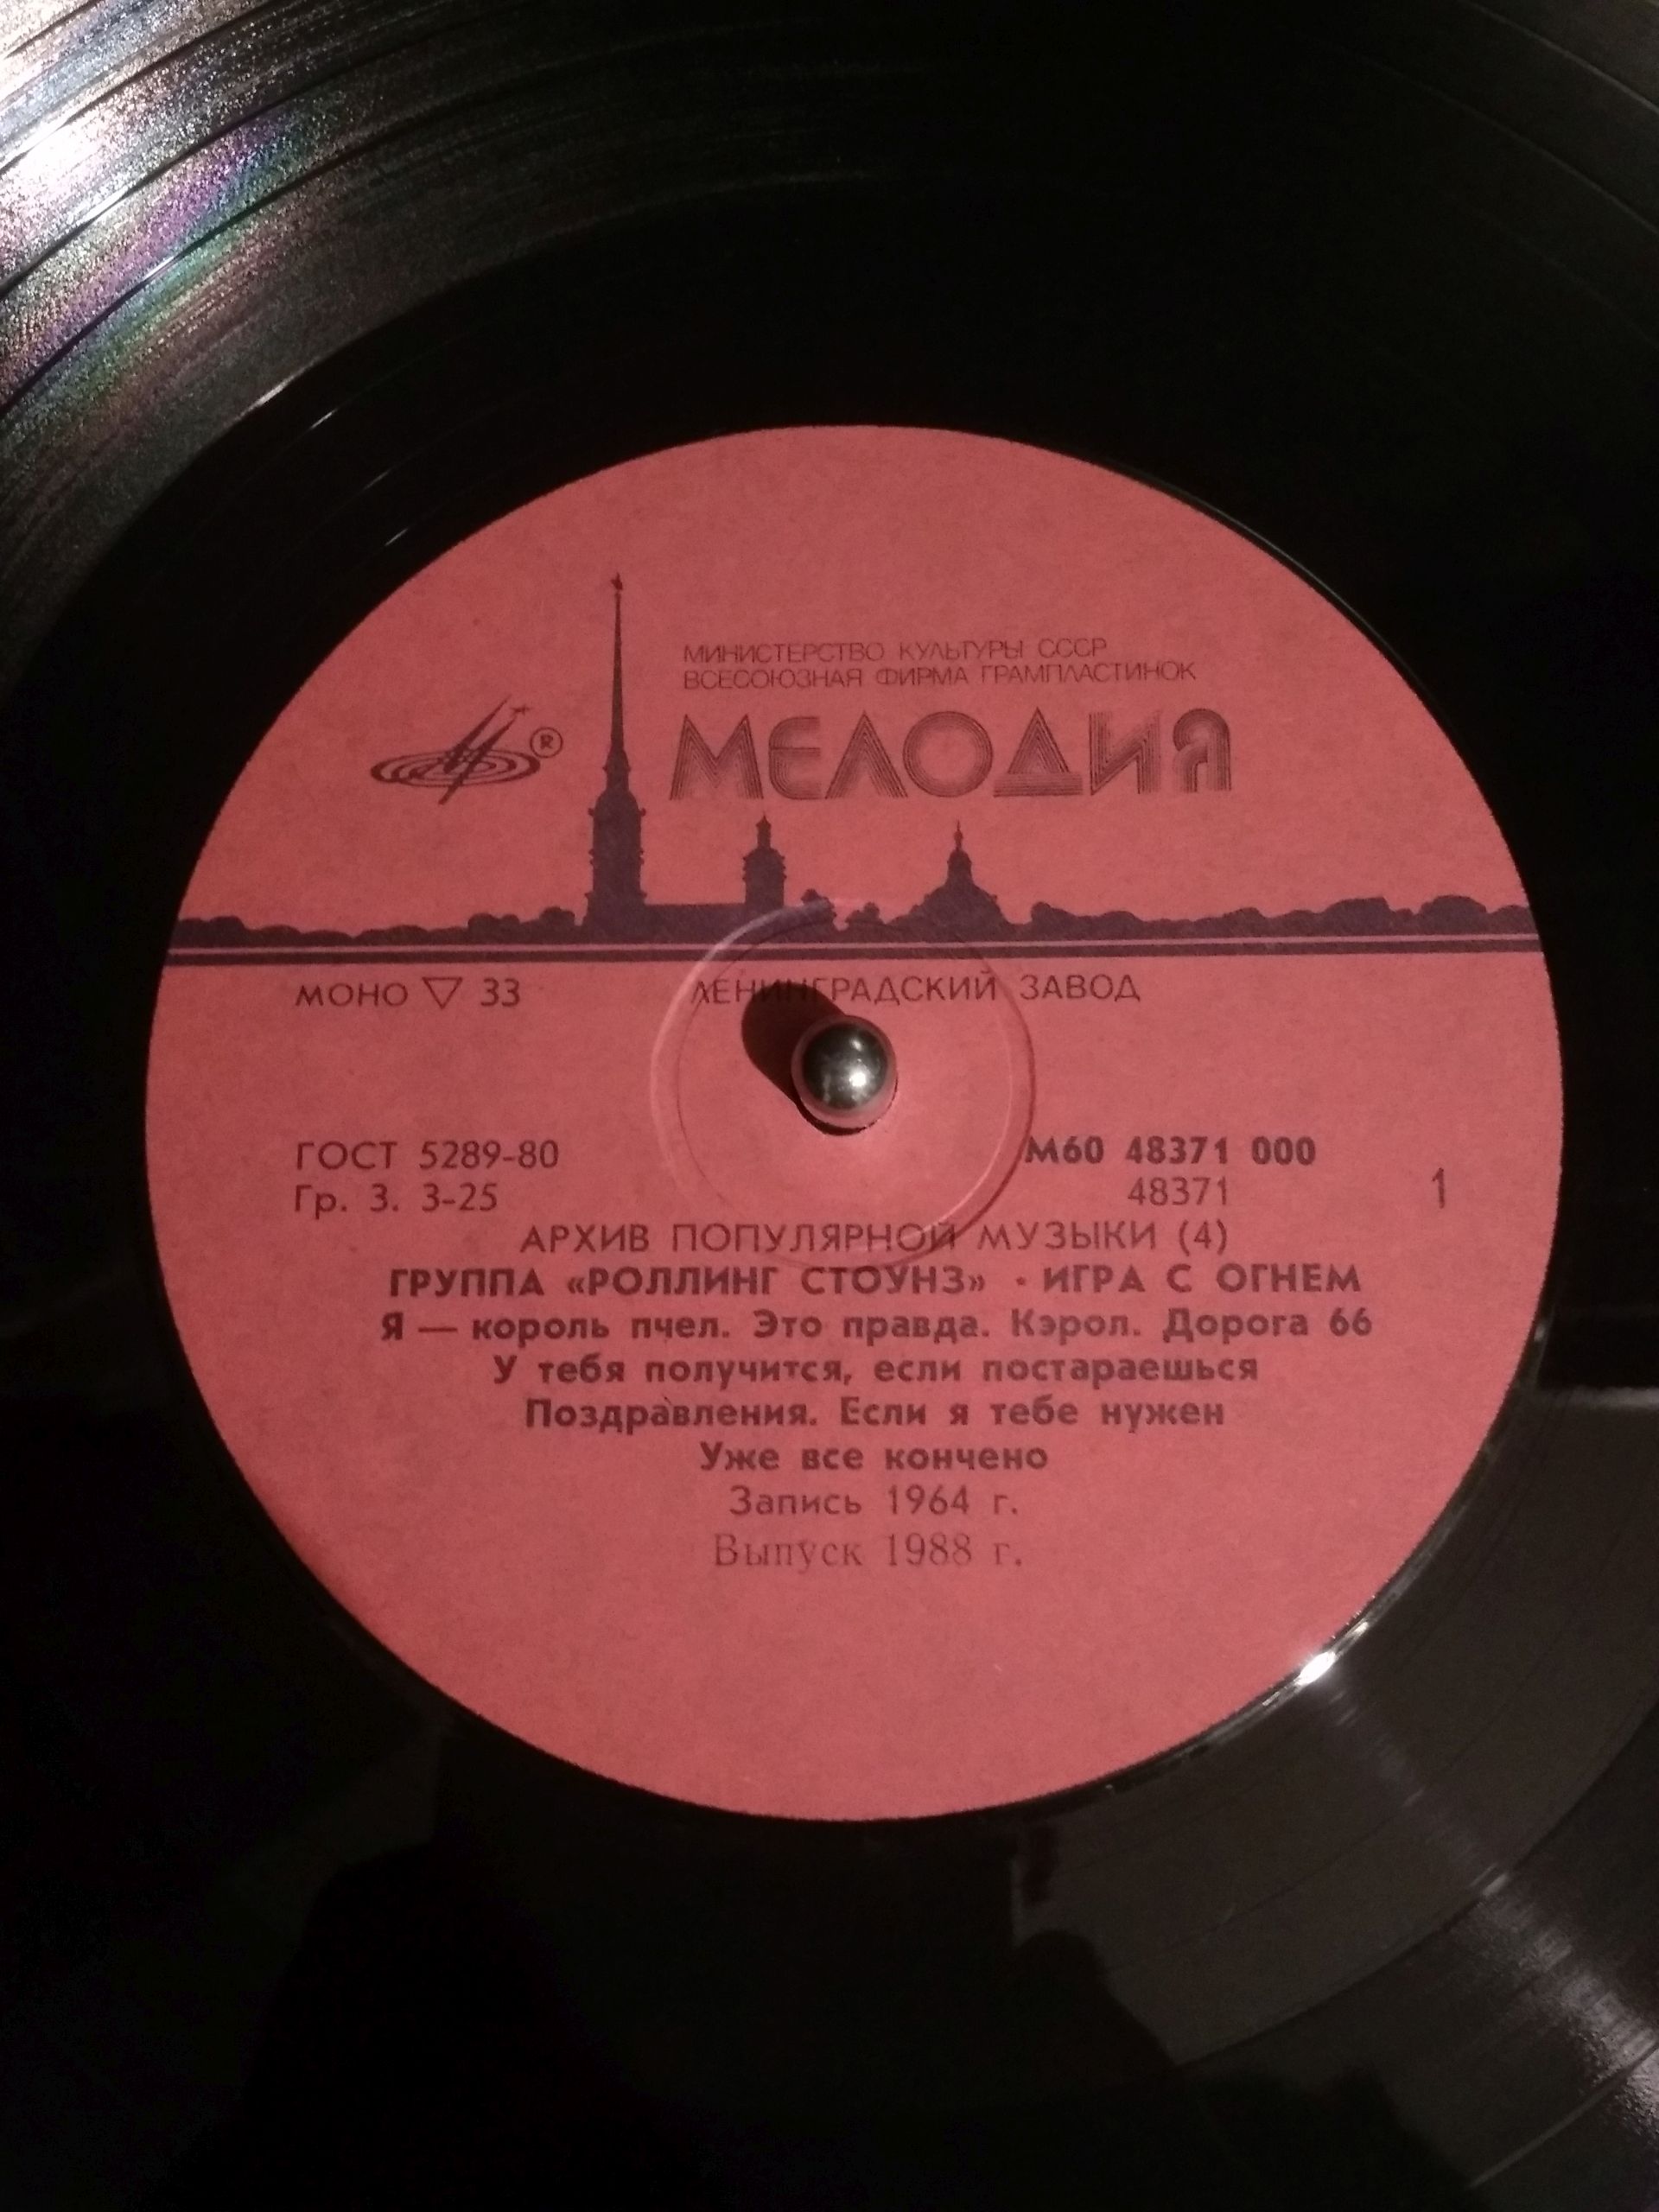 МИНИСТЕРСТВО КУЛЬТУРЫ СССР
ВСЕСОЮЗНАЯ ФИРМА ГРАМПЛАСТИНОК
МЕЛОДИЯ
®
МОНО ▽ 33 ЛЕНИНГРАДСКИЙ ЗАВОД
ГОСТ 5289-80 М60 48371 000
Гр. 3. 3-25 48371 1
АРХИВ ПОПУЛЯРНОЙ МУЗЫКИ (4)
ГРУППА «РОЛЛИНГ СТОУНЗ» · ИГРА С ОГНЕМ
Я — король пчел. Это правда. Кэрол. Дорога 66
У тебя получится, если постараешься
Поздравления. Если я тебе нужен
Уже все кончено
Запись 1964 г.
Выпуск 1988 г.